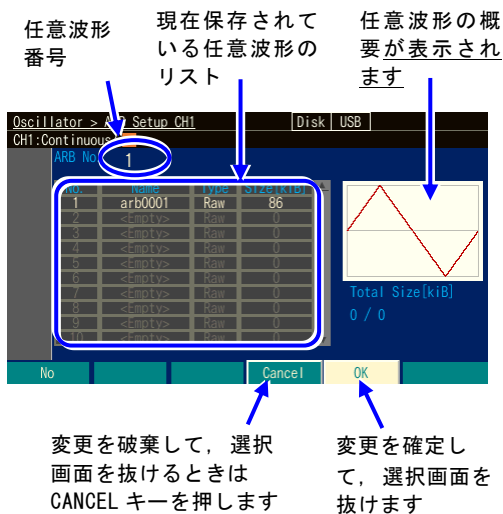 任意波形
番号
現在保存されて
いる任意波形の
リスト
任意波形の概
要が表示され
ます
Oscillator > Setup CH1
Disk USB
CH1:Continuous
ARB No
1
No. Name Type Size[kiB]
1 arb0001 Raw 86
2 <Empty> Raw 0
3 <Empty> Raw 0
4 <Empty> Raw 0
5 <Empty> Raw 0
6 <Empty> Raw 0
7 <Empty> Raw 0
8 <Empty> Raw 0
9 <Empty> Raw 0
10 <Empty> Raw 0
Total Size[kiB]
0 / 0
No Cancel OK
変更を破棄して，選択
画面を抜けるときは
CANCEL キーを押します
変更を確定し
て，選択画面を
抜けます